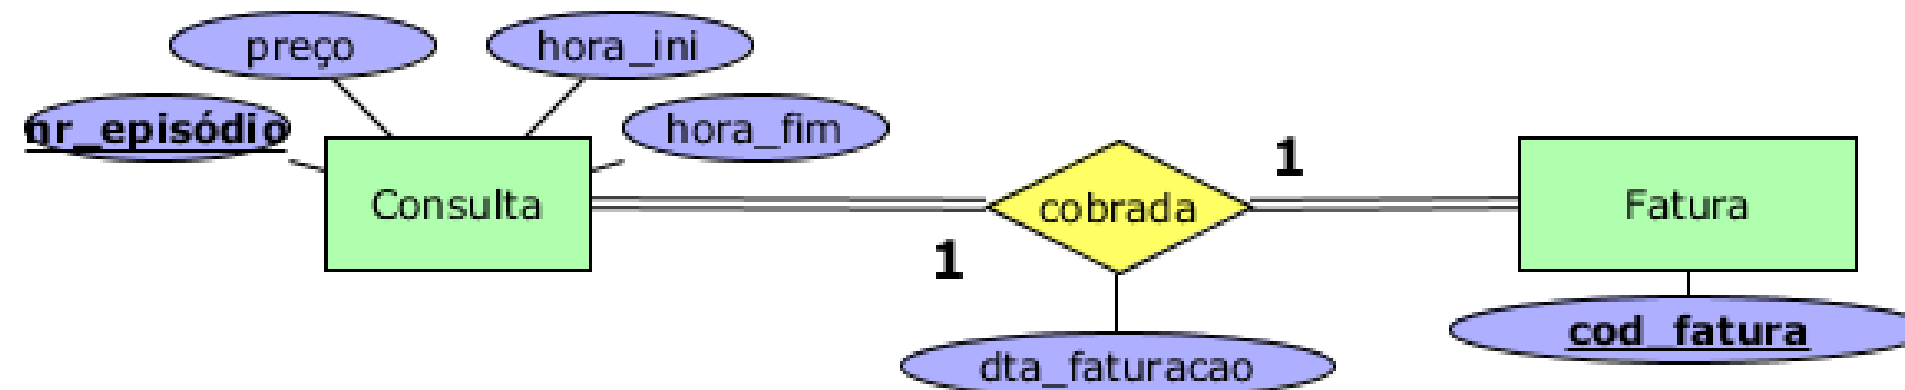 preço
hora_ini
nr_episódio
hora_fim
Consulta
1
cobrada
1
Fatura
dta_faturacao
cod_fatura